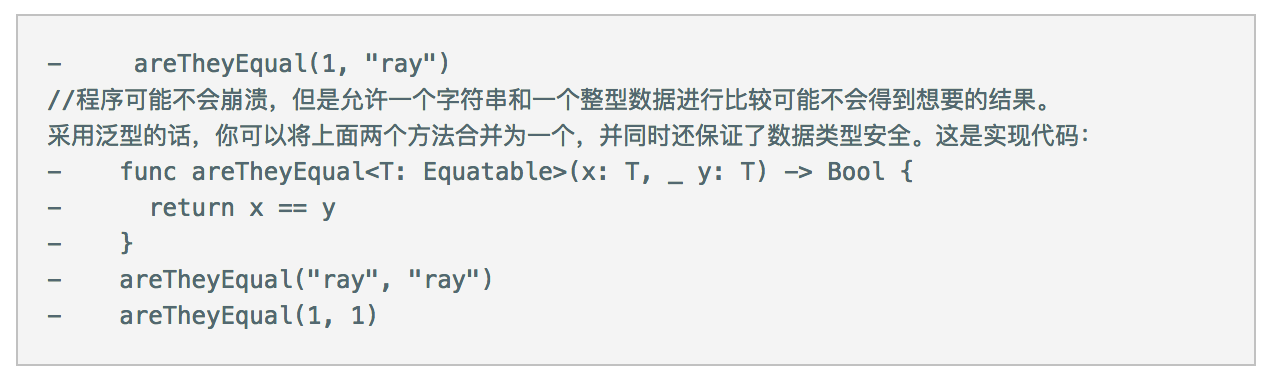 -     areTheyEqual(1, "ray")
//程序可能不会崩溃，但是允许一个字符串和一个整型数据进行比较可能不会得到想要的结果。
采用泛型的话，你可以将上面两个方法合并为一个，并同时还保证了数据类型安全。这是实现代码：
-    func areTheyEqual<T: Equatable>(x: T, _ y: T) -> Bool {
-      return x == y
-    }
-    areTheyEqual("ray", "ray")
-    areTheyEqual(1, 1)